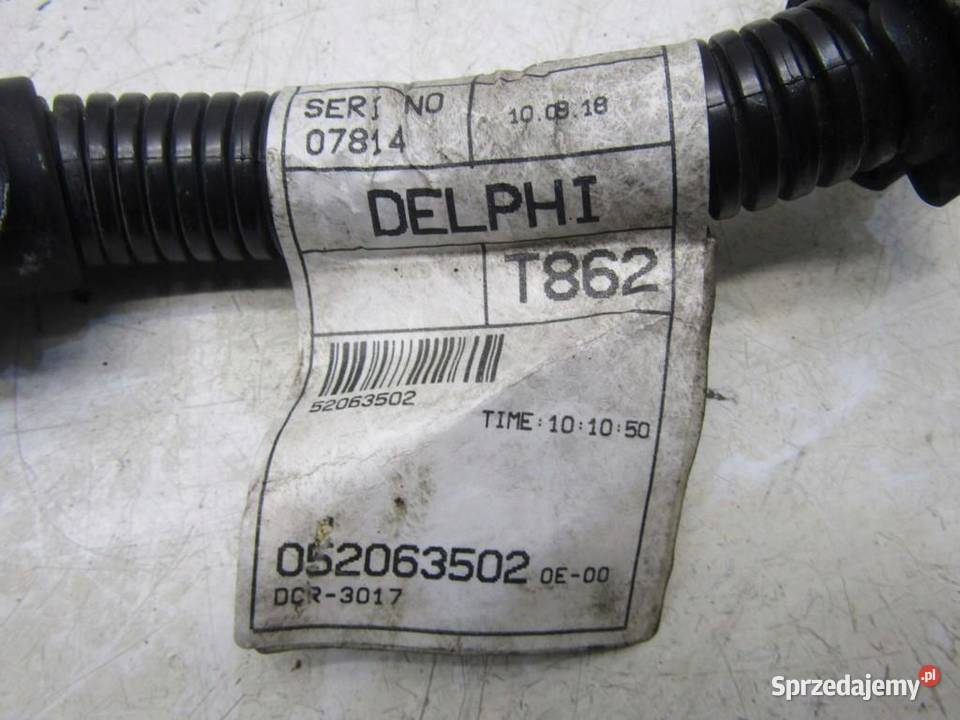 SERI NO
07814
10.08.18
DELPHI
T862
52063502
TIME:10:10:50
052063502 0E-00
DCR-3017
Sprzedajemy.pl